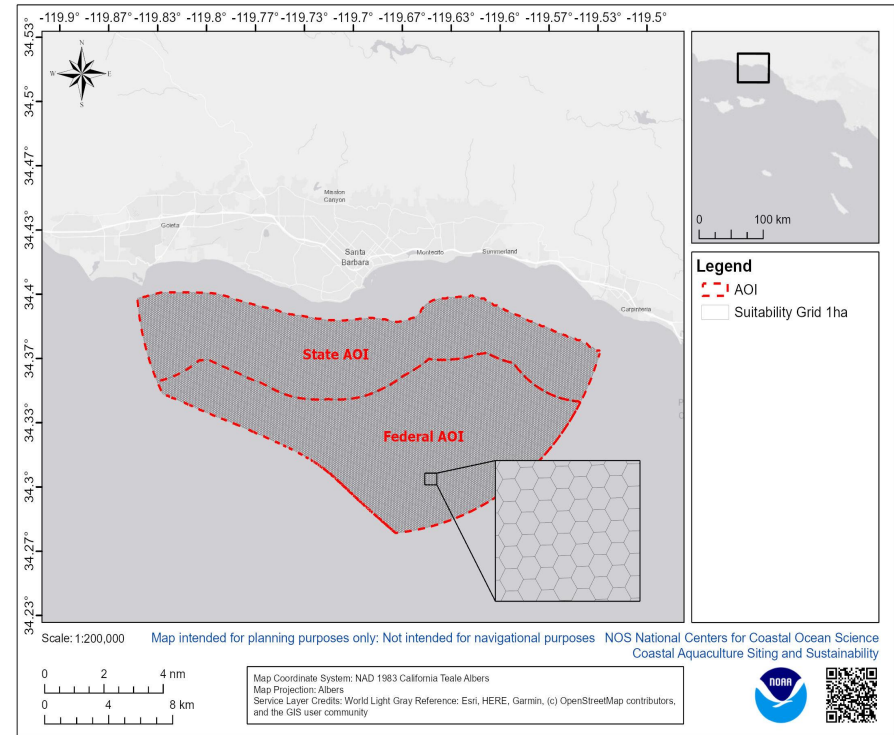 -119.9° -119.87° -119.83° -119.8° -119.77° -119.73° -119.7° -119.67° -119.63° -119.6° -119.57° -119.53° -119.5°
34.53°
34.5°
34.47°
34.43°
34.4°
34.37°
34.33°
34.3°
34.27°
34.23°
N
W E
S
Mission
Canyon
Goleta
Santa
Barbara
Montecito
Summerland
Carpinteria
State AOI
Federal AOI
0 100 km
Legend
AOI
Suitability Grid 1ha
Scale: 1:200,000
Map intended for planning purposes only: Not intended for navigational purposes
NOS National Centers for Coastal Ocean Science
Coastal Aquaculture Siting and Sustainability
0 2 4 nm
0 4 8 km
Map Coordinate System: NAD 1983 California Teale Albers
Map Projection: Albers
Service Layer Credits: World Light Gray Reference: Esri, HERE, Garmin, (c) OpenStreetMap contributors,
and the GIS user community
NOAA